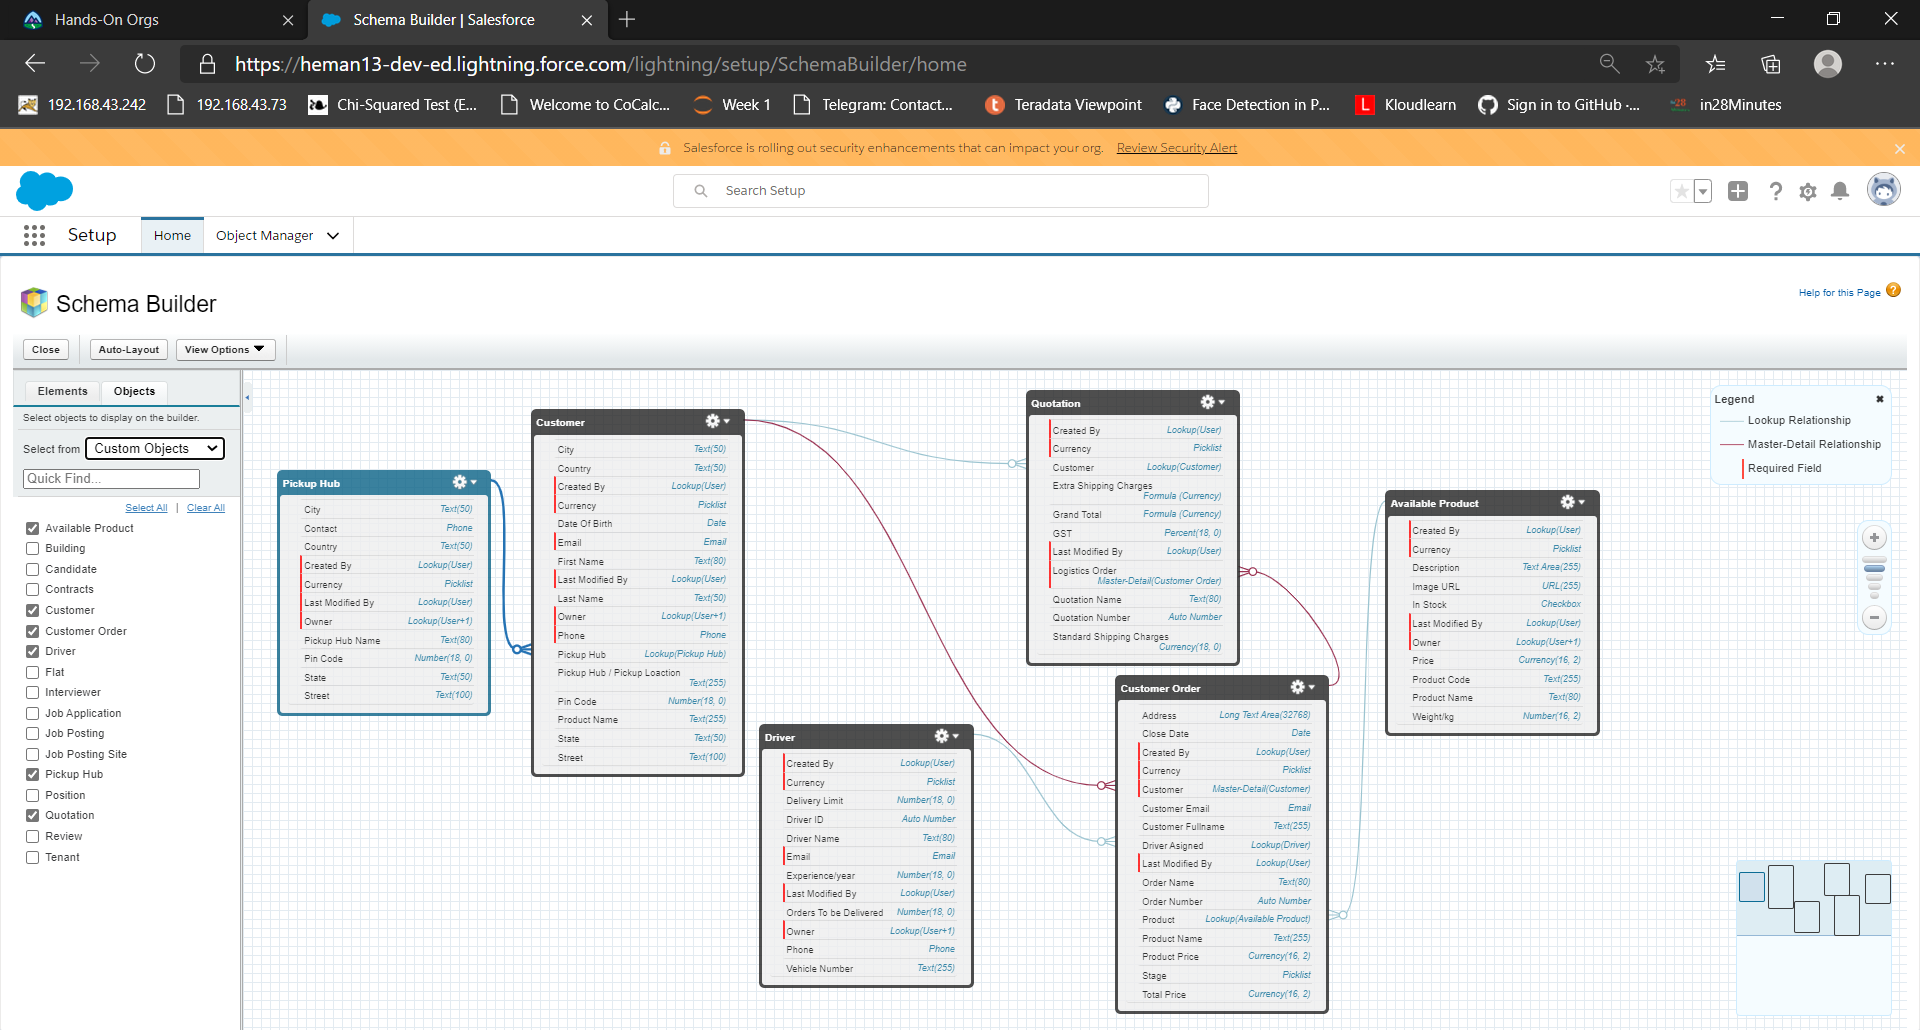 Hands-On Orgs
Schema Builder | Salesforce
https://heman13-dev-ed.lightning.force.com/lightning/setup/SchemaBuilder/home
192.168.43.242
192.168.43.73
Chi-Squared Test (E...
Welcome to CoCalc...
Week 1
Telegram: Contact...
Teradata Viewpoint
Face Detection in P...
Kloudlearn
Sign in to GitHub ·...
in28Minutes
Salesforce is rolling out security enhancements that can impact your org. Review Security Alert
Search Setup
Setup
Home
Object Manager
Schema Builder
Help for this Page
Close
Auto-Layout
View Options
Elements
Objects
Select objects to display on the builder.
Select from Custom Objects
Quick Find...
Select All | Clear All
Available Product
Building
Candidate
Contracts
Customer
Customer Order
Driver
Flat
Interviewer
Job Application
Job Posting
Job Posting Site
Pickup Hub
Position
Quotation
Review
Tenant
Pickup Hub
City Text(50)
Contact Phone
Country Text(50)
Created By Lookup(User)
Currency Picklist
Last Modified By Lookup(User)
Owner Lookup(User+1)
Pickup Hub Name Text(80)
Pin Code Number(18, 0)
State Text(50)
Street Text(100)
Customer
City Text(50)
Country Text(50)
Created By Lookup(User)
Currency Picklist
Date Of Birth Date
Email Email
First Name Text(80)
Last Modified By Lookup(User)
Last Name Text(50)
Owner Lookup(User+1)
Phone Phone
Pickup Hub Lookup(Pickup Hub)
Pickup Hub / Pickup Loaction
Text(255)
Pin Code Number(18, 0)
Product Name Text(255)
State Text(50)
Street Text(100)
Driver
Created By Lookup(User)
Currency Picklist
Delivery Limit Number(18, 0)
Driver ID Auto Number
Driver Name Text(80)
Email Email
Experience/year Number(18, 0)
Last Modified By Lookup(User)
Orders To be Delivered Number(18, 0)
Owner Lookup(User+1)
Phone Phone
Vehicle Number Text(255)
Quotation
Created By Lookup(User)
Currency Picklist
Customer Lookup(Customer)
Extra Shipping Charges
Formula (Currency)
Grand Total Formula (Currency)
GST Percent(18, 0)
Last Modified By Lookup(User)
Logistics Order
Master-Detail(Customer Order)
Quotation Name Text(80)
Quotation Number Auto Number
Standard Shipping Charges
Currency(18, 0)
Customer Order
Address Long Text Area(32768)
Close Date Date
Created By Lookup(User)
Currency Picklist
Customer Master-Detail(Customer)
Customer Email Email
Customer Fullname Text(255)
Driver Asigned Lookup(Driver)
Last Modified By Lookup(User)
Order Name Text(80)
Order Number Auto Number
Product Lookup(Available Product)
Product Name Text(255)
Product Price Currency(16, 2)
Stage Picklist
Total Price Currency(16, 2)
Available Product
Created By Lookup(User)
Currency Picklist
Description Text Area(255)
Image URL URL(255)
In Stock Checkbox
Last Modified By Lookup(User)
Owner Lookup(User+1)
Price Currency(16, 2)
Product Code Text(255)
Product Name Text(80)
Weight/kg Number(16, 2)
Legend
Lookup Relationship
Master-Detail Relationship
Required Field